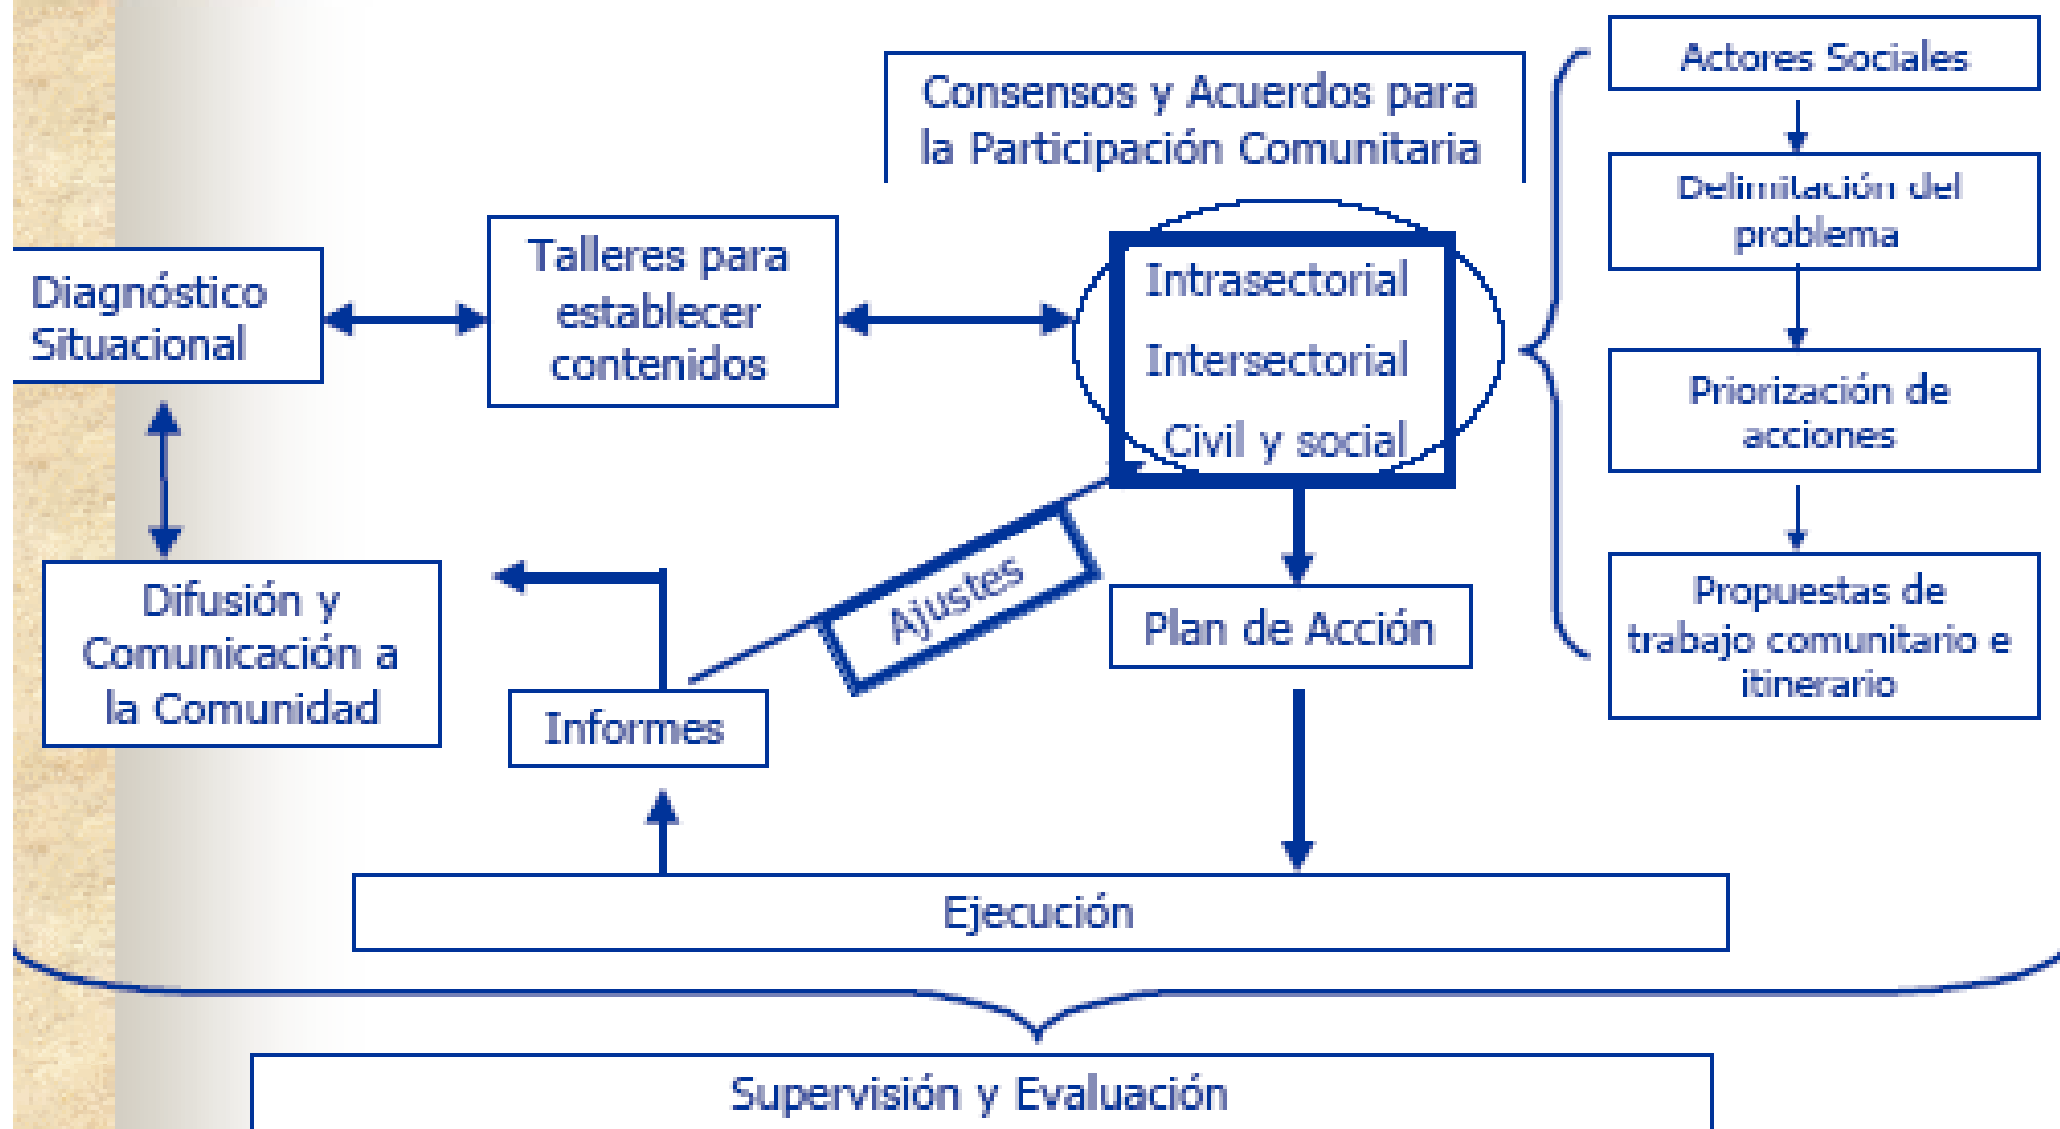 Actores Sociales
Consensos y Acuerdos para
la Participación Comunitaria
Delimitación del
problema
Talleres para
establecer
contenidos
Diagnóstico
Situacional
Intrasectorial
Intersectorial
Civil y social
Priorización de
acciones
Difusión y
Comunicación a
la Comunidad
Ajustes
Plan de Acción
Propuestas de
trabajo comunitario e
itinerario
Informes
Ejecución
Supervisión y Evaluación